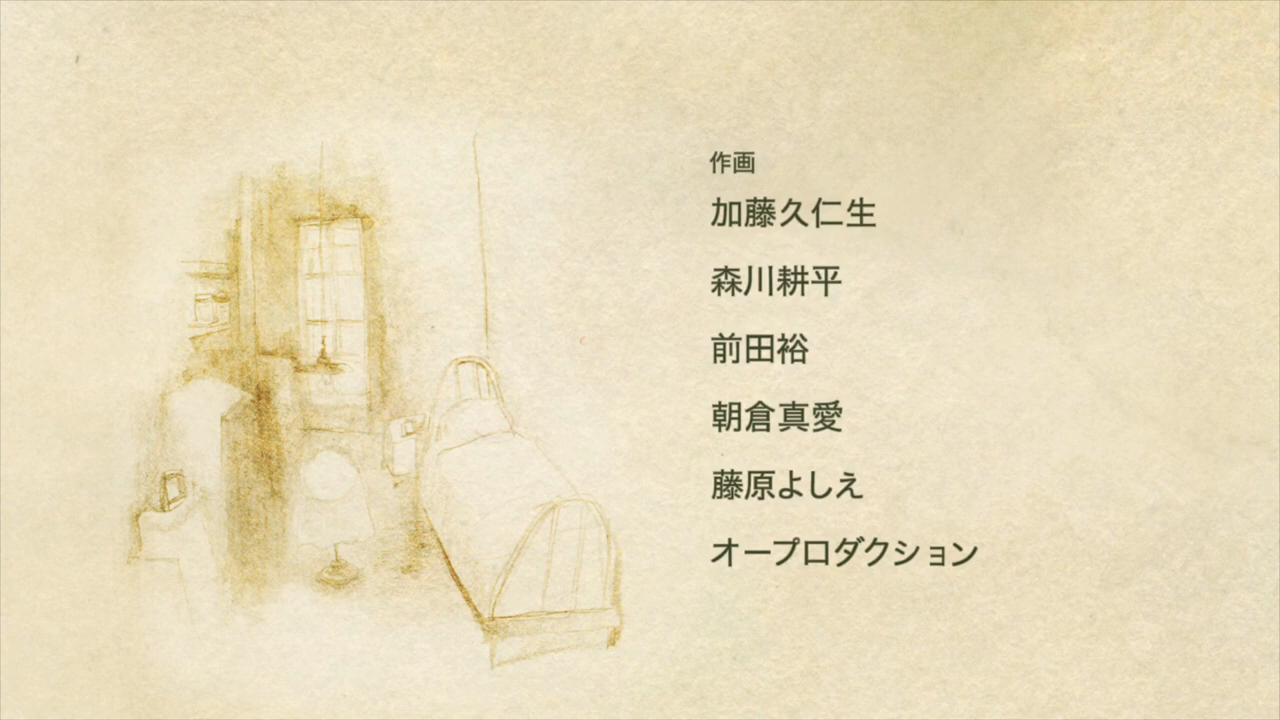 作画
加藤久仁生
森川耕平
前田裕
朝倉真愛
藤原よしえ
オープロダクション